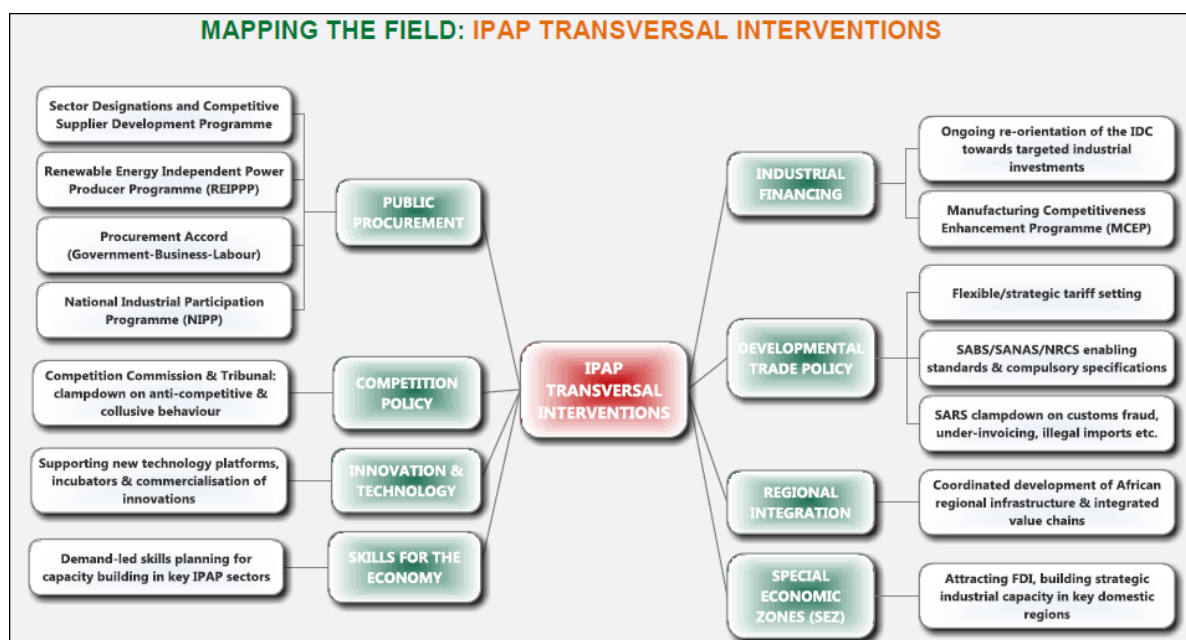 MAPPING THE FIELD: IPAP TRANSVERSAL INTERVENTIONS
Sector Designations and Competitive
Supplier Development Programme
Renewable Energy Independent Power
Producer Programme (REIPPP)
Procurement Accord
(Government-Business-Labour)
National Industrial Participation
Programme (NIPP)
PUBLIC
PROCUREMENT
Competition Commission & Tribunal:
clampdown on anti-competitive &
collusive behaviour
COMPETITION
POLICY
Supporting new technology platforms,
incubators & commercialisation of
innovations
INNOVATION &
TECHNOLOGY
Demand-led skills planning for
capacity building in key IPAP sectors
SKILLS FOR THE
ECONOMY
IPAP
TRANSVERSAL
INTERVENTIONS
INDUSTRIAL
FINANCING
Ongoing re-orientation of the IDC
towards targeted industrial
investments
Manufacturing Competitiveness
Enhancement Programme (MCEP)
DEVELOPMENTAL
TRADE POLICY
Flexible/strategic tariff setting
SABS/SANAS/NRCS enabling
standards & compulsory specifications
SARS clampdown on customs fraud,
under-invoicing, illegal imports etc.
REGIONAL
INTEGRATION
Coordinated development of African
regional infrastructure & integrated
value chains
SPECIAL
ECONOMIC
ZONES (SEZ)
Attracting FDI, building strategic
industrial capacity in key domestic
regions